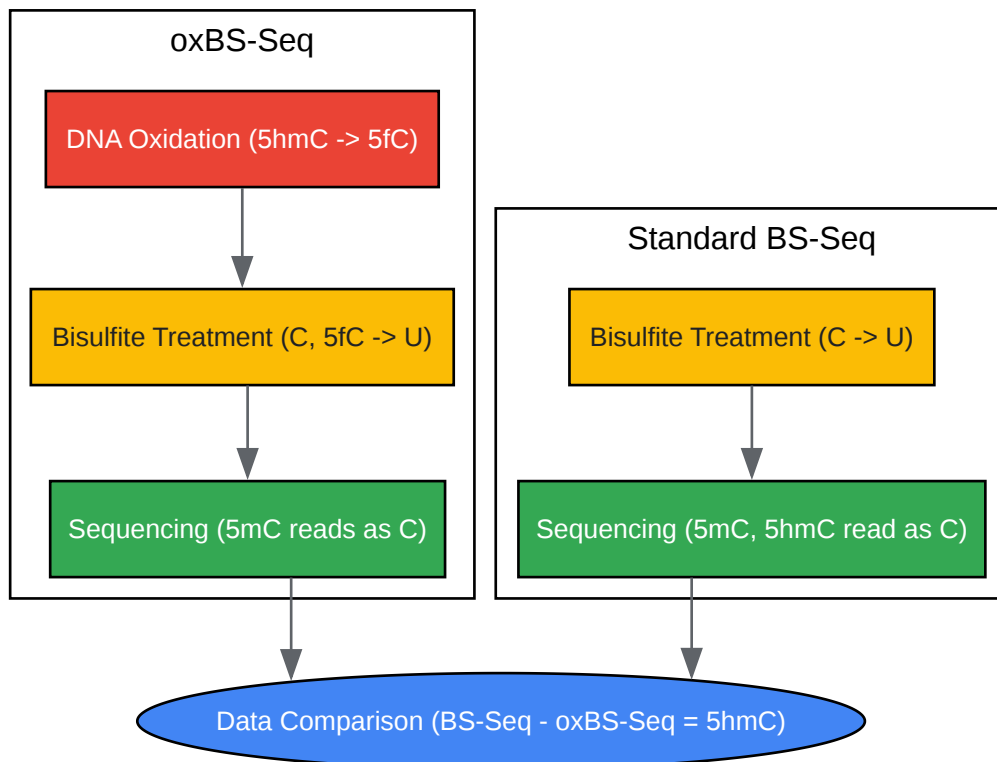 oxBS-Seq
DNA Oxidation (5hmC -> 5fC)
Bisulfite Treatment (C, 5fC -> U)
Sequencing (5mC reads as C)
Standard BS-Seq
Bisulfite Treatment (C -> U)
Sequencing (5mC, 5hmC read as C)
Data Comparison (BS-Seq - oxBS-Seq = 5hmC)